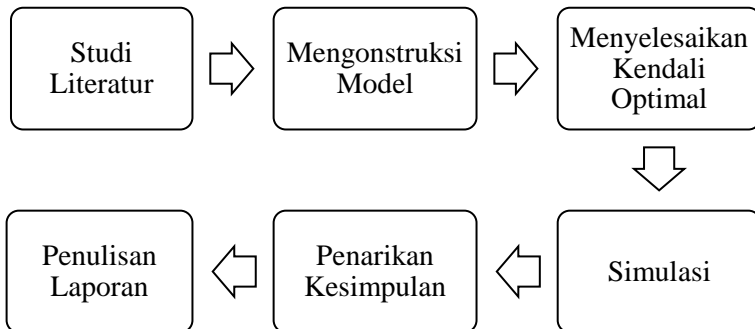 Studi
Literatur
Mengonstruksi
Model
Menyelesaikan
Kendali
Optimal
Simulasi
Penarikan
Kesimpulan
Penulisan
Laporan